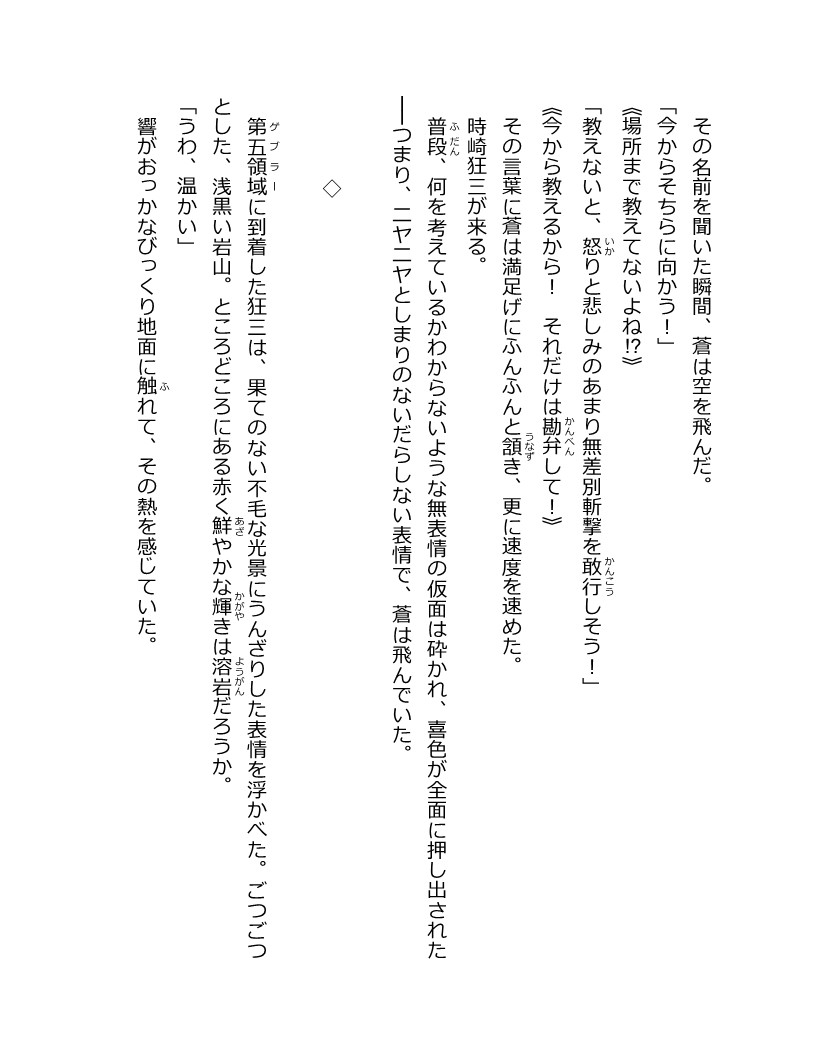 その名前を聞いた瞬間、蒼は空を飛んだ。
「今からそちらに向かう！」
《場所まで教えてないよね!?》
「教えないと、怒りと悲しみのあまり無差別斬撃を敢行しそう！」
《今から教えるから！　それだけは勘弁して！》
その言葉に蒼は満足げにふんふんと頷き、更に速度を速めた。
時崎狂三が来る。
普段、何を考えているかわからないような無表情の仮面は砕かれ、喜色が全面に押し出された
──つまり、ニヤニヤとしまりのないだらしない表情で、蒼は飛んでいた。
◇
第五領域に到着した狂三は、果てのない不毛な光景にうんざりした表情を浮かべた。ごつごつ
とした、浅黒い岩山。ところどころにある赤く鮮やかな輝きは溶岩だろうか。
「うわ、温かい」
響がおっかなびっくり地面に触れて、その熱を感じていた。